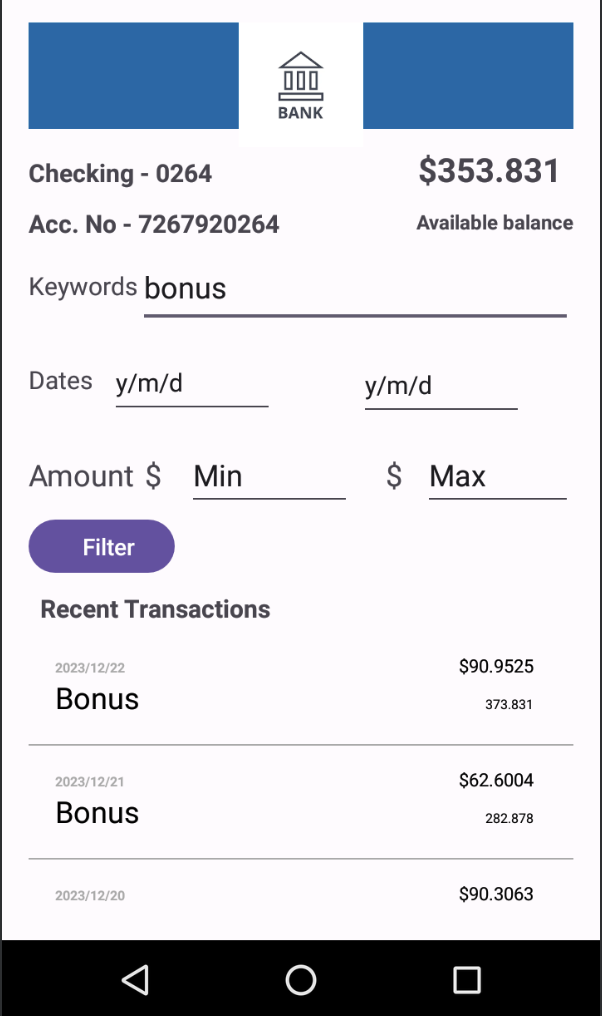 BANK
Checking - 0264 $353.831
Acc. No - 7267920264 Available balance
Keywords bonus
Dates y/m/d y/m/d
Amount $ Min $ Max
Filter
Recent Transactions
2023/12/22 $90.9525
Bonus 373.831
2023/12/21 $62.6004
Bonus 282.878
2023/12/20 $90.3063